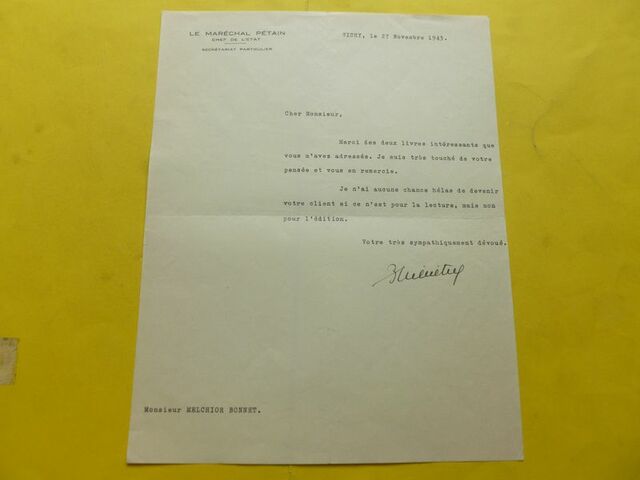 LE MARÉCHAL PÉTAIN
CHEF DE L'ÉTAT
SECRÉTARIAT PARTICULIER
VICHY, le 27 Novembre 1943.
Cher Monsieur,
Merci des deux livres intéressants que
vous m'avez adressés. Je suis très touché de votre
pensée et vous en remercie.
Je n'ai aucune chance hélas de devenir
votre client si ce n'est pour la lecture, mais non
pour l'édition.
Votre très sympathiquement dévoué.
BMénétrel
Monsieur MELCHIOR BONNET.